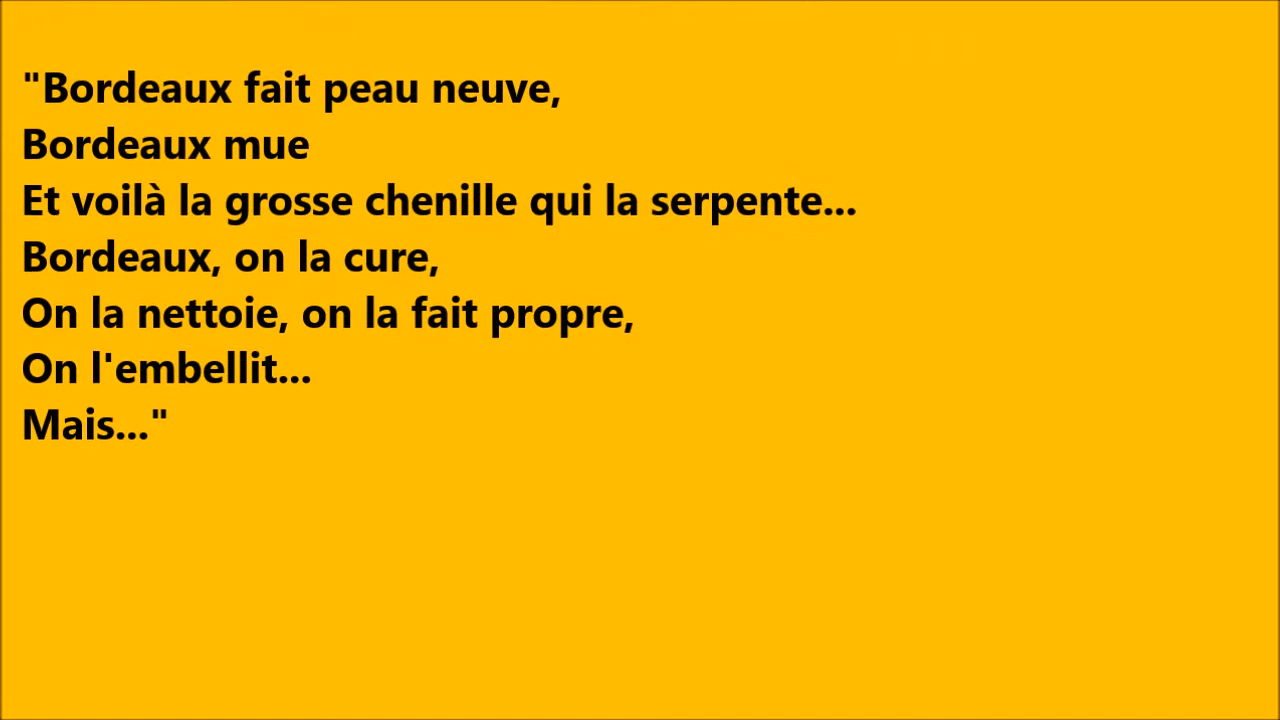 "Bordeaux fait peau neuve,
Bordeaux mue
Et voilà la grosse chenille qui la serpente...
Bordeaux, on la cure,
On la nettoie, on la fait propre,
On l'embellit...
Mais..."